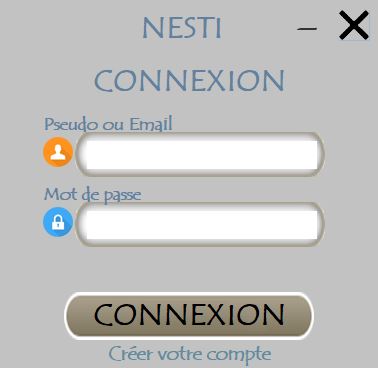 NESTI
CONNEXION
Pseudo ou Email
Mot de passe
CONNEXION
Créer votre compte